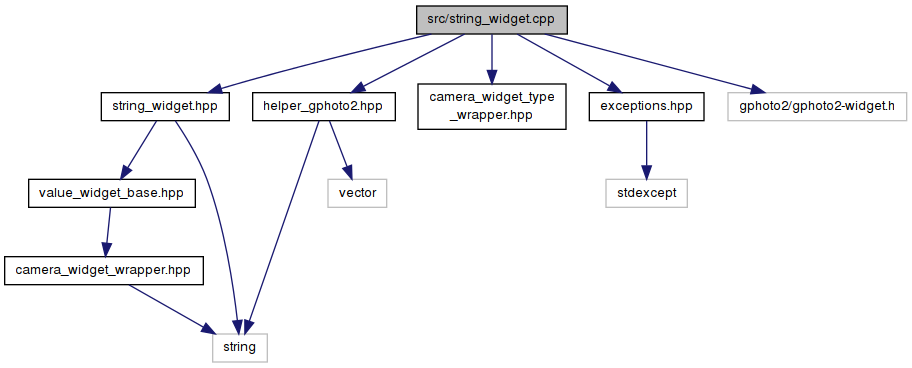 src/string_widget.cpp
string_widget.hpp
helper_gphoto2.hpp
camera_widget_type
_wrapper.hpp
exceptions.hpp
gphoto2/gphoto2-widget.h
value_widget_base.hpp
vector
stdexcept
camera_widget_wrapper.hpp
string